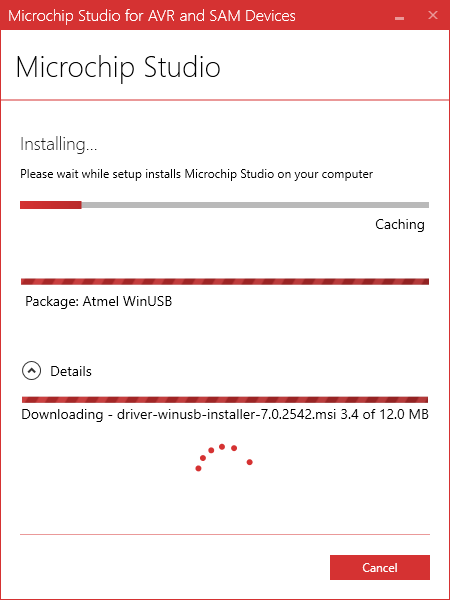 Microchip Studio for AVR and SAM Devices
Microchip Studio
Installing...
Please wait while setup installs Microchip Studio on your computer
Caching
Package: Atmel WinUSB
Details
Downloading - driver-winusb-installer-7.0.2542.msi 3.4 of 12.0 MB
Cancel